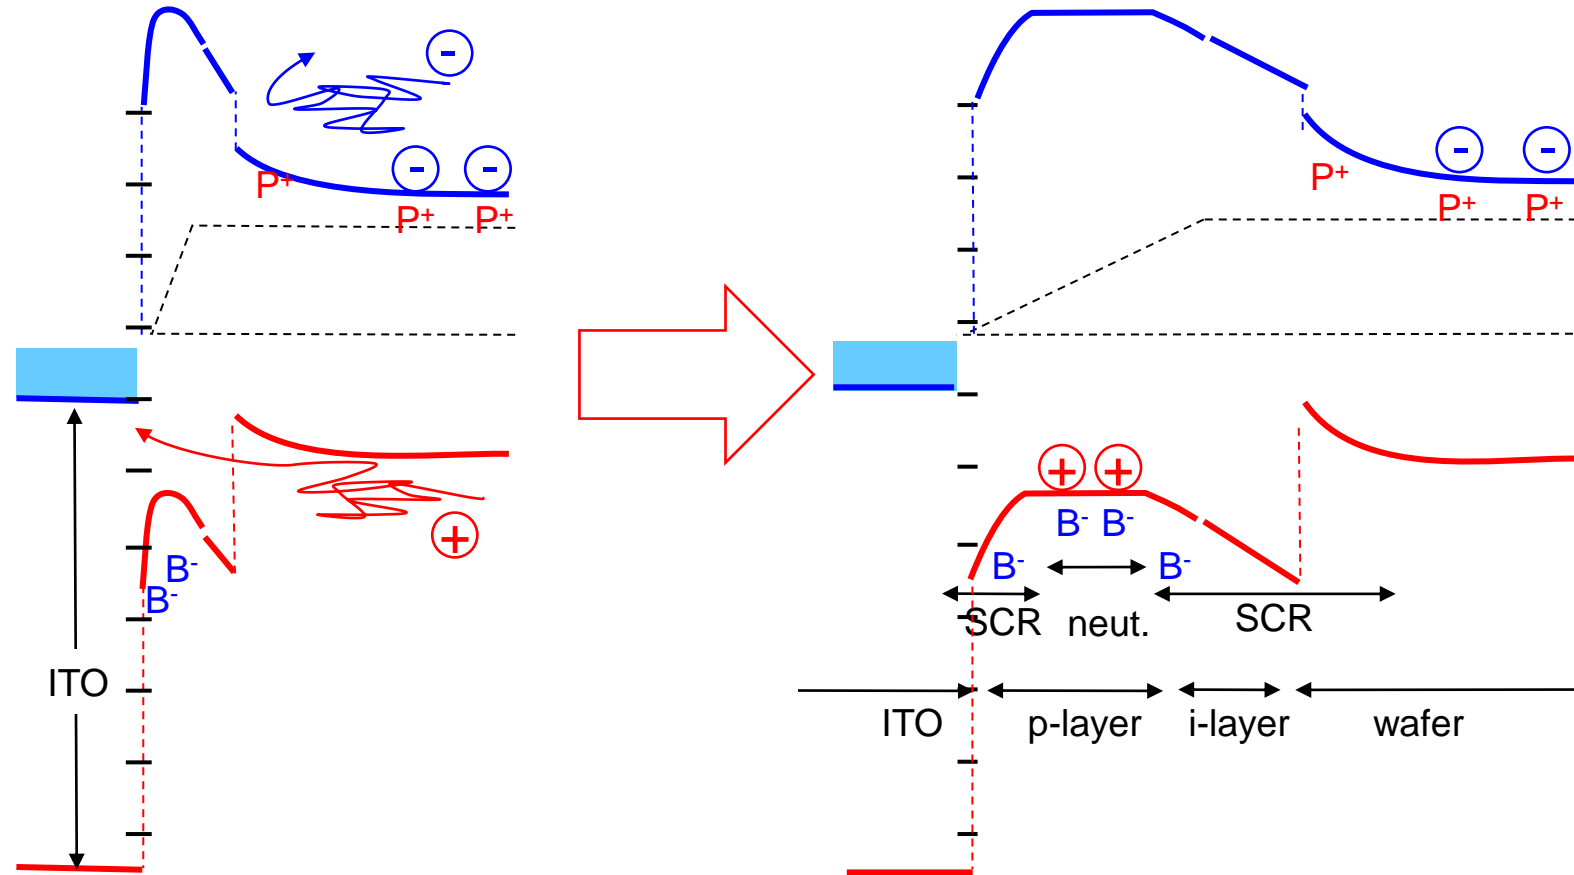 -
- -
P+
P+ P+
+
B-
B-
ITO
- -
P+
P+ P+
+ +
B- B-
B- B-
SCR neut. SCR
ITO p-layer i-layer wafer